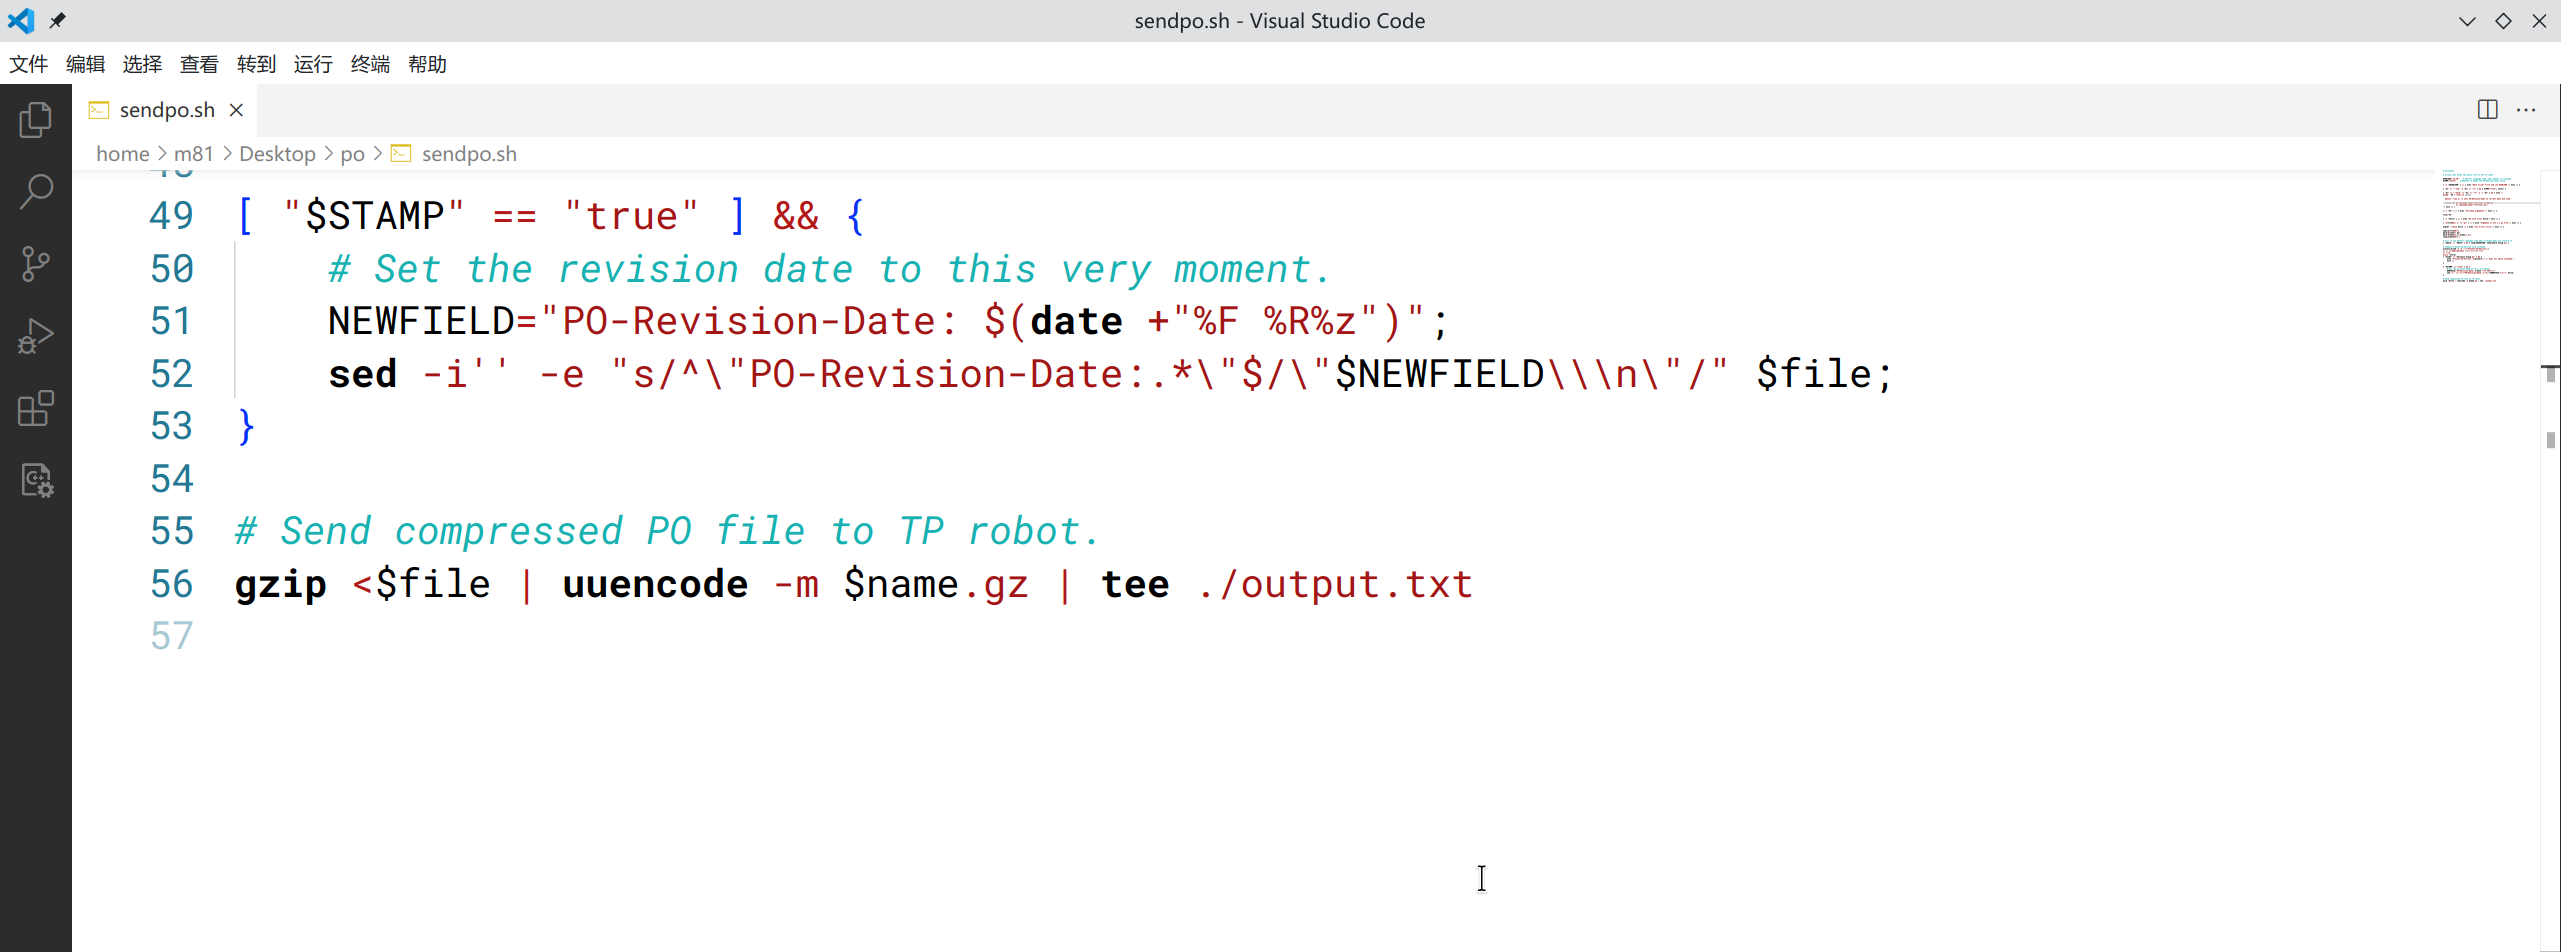 sendpo.sh - Visual Studio Code
文件 编辑 选择 查看 转到 运行 终端 帮助
sendpo.sh
home > m81 > Desktop > po > sendpo.sh
49 [ "$STAMP" == "true" ] && {
50 # Set the revision date to this very moment.
51 NEWFIELD="PO-Revision-Date: $(date +"%F %R%z")";
52 sed -i'' -e "s/^\"PO-Revision-Date:.*\"$/\"$NEWFIELD\\\n\"/" $file;
53 }
54
55 # Send compressed PO file to TP robot.
56 gzip <$file | uuencode -m $name.gz | tee ./output.txt
57